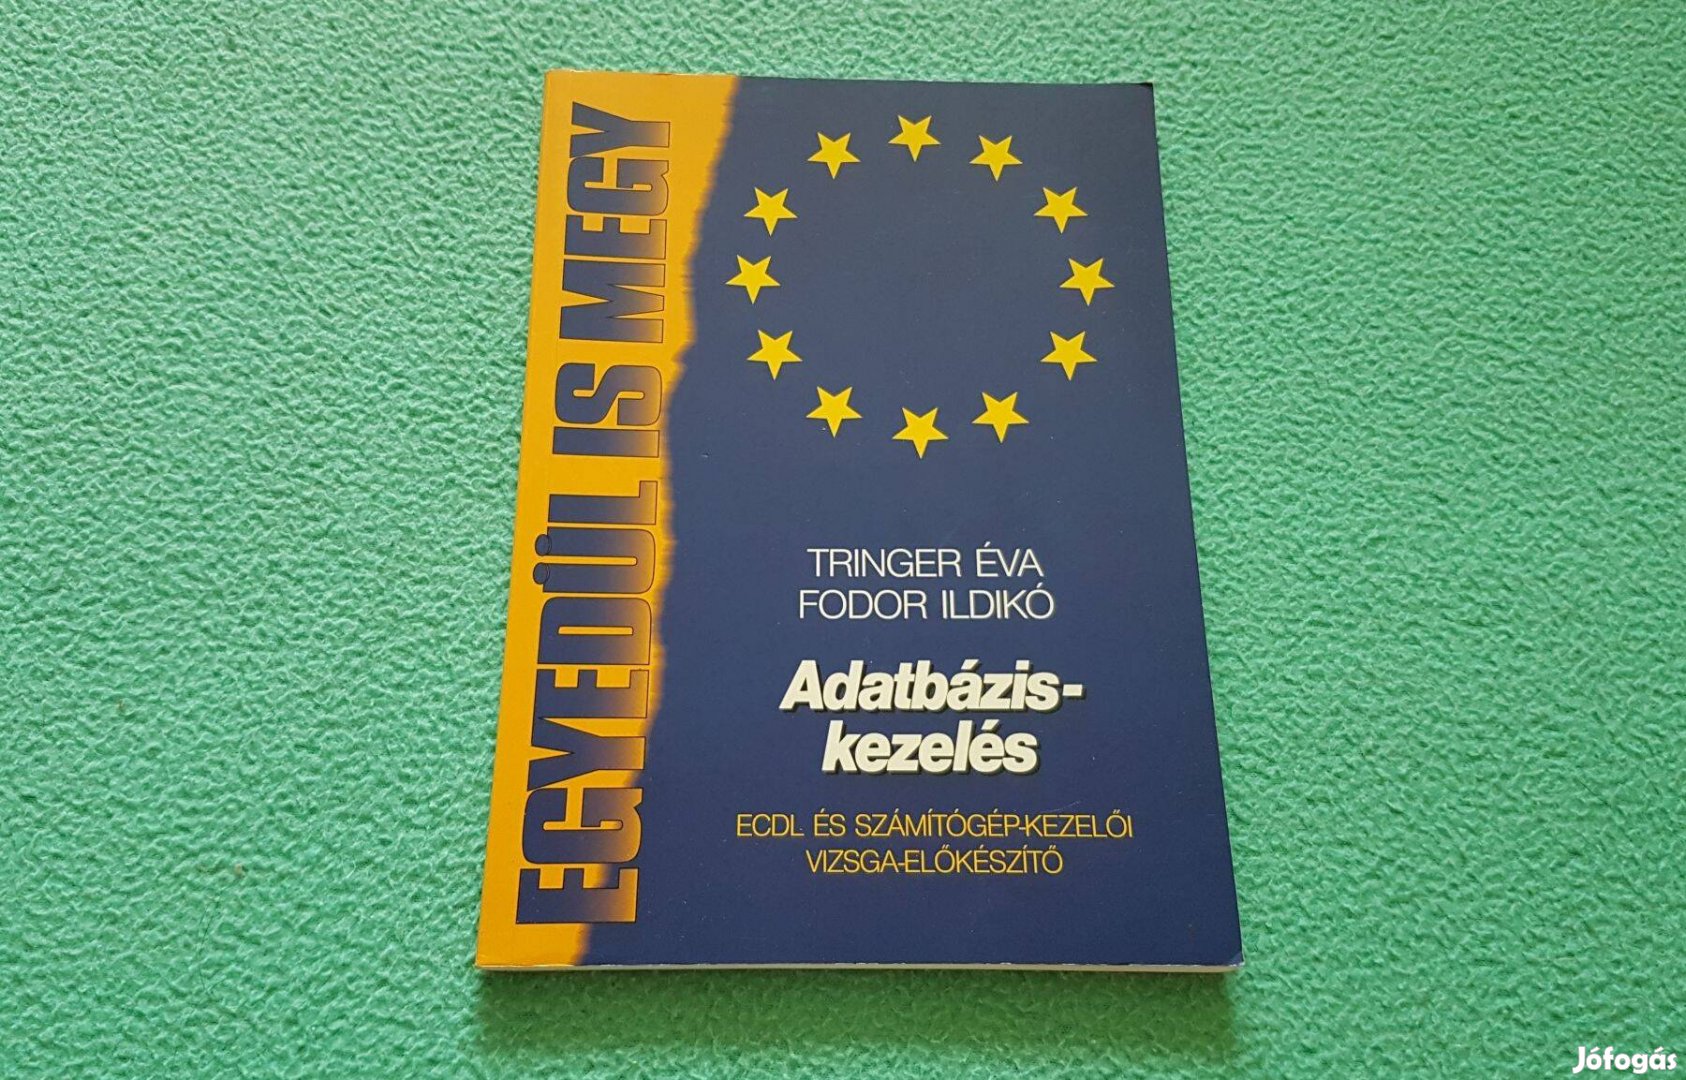 EGYEDÜL IS MEGY
TRINGER ÉVA
FODOR ILDIKÓ
Adatbázis-
kezelés
ECDL ÉS SZÁMÍTÓGÉP-KEZELŐI
VIZSGA-ELŐKÉSZÍTŐ
Jófogás